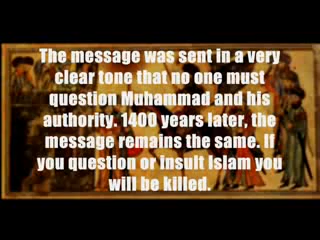 The message was sent in a very
clear tone that no one must
question Muhammad and his
authority. 1400 years later, the
message remains the same. If
you question or insult Islam you
will be killed.